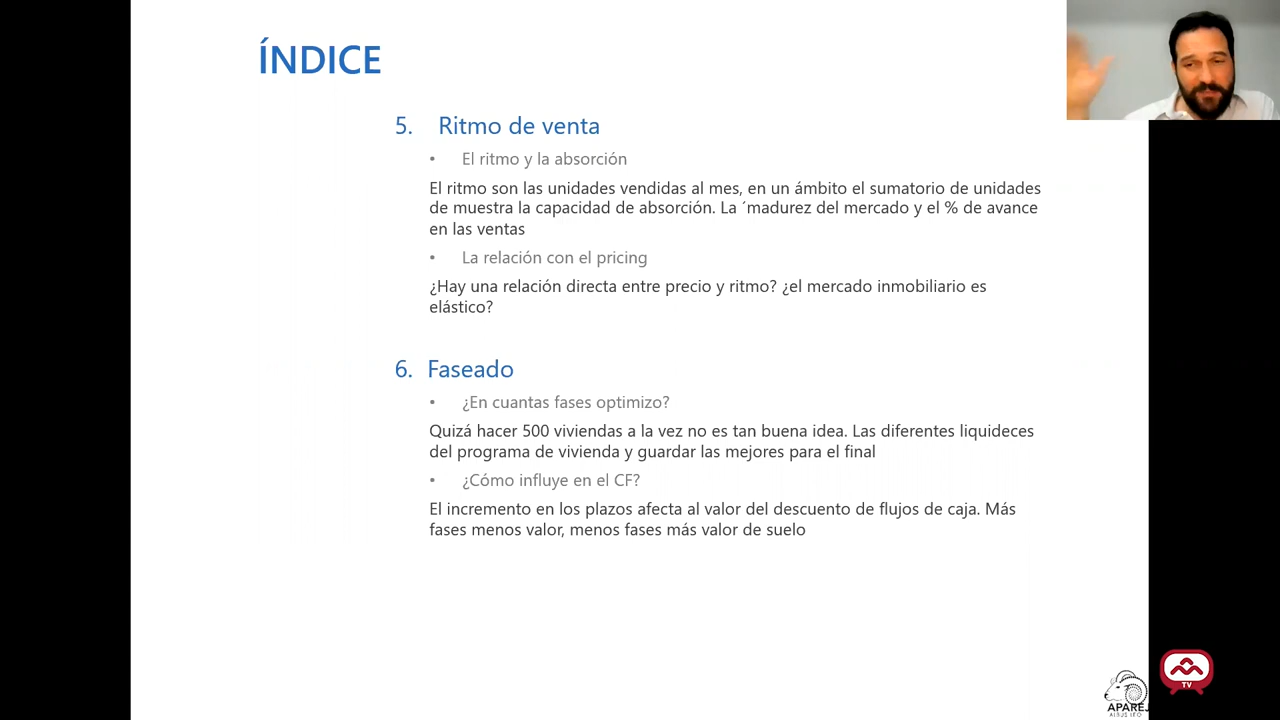 ÍNDICE
5. Ritmo de venta
• El ritmo y la absorción
El ritmo son las unidades vendidas al mes, en un ámbito el sumatorio de unidades
de muestra la capacidad de absorción. La ´madurez del mercado y el % de avance
en las ventas
• La relación con el pricing
¿Hay una relación directa entre precio y ritmo? ¿el mercado inmobiliario es
elástico?
6. Faseado
• ¿En cuantas fases optimizo?
Quizá hacer 500 viviendas a la vez no es tan buena idea. Las diferentes liquideces
del programa de vivienda y guardar las mejores para el final
• ¿Cómo influye en el CF?
El incremento en los plazos afecta al valor del descuento de flujos de caja. Más
fases menos valor, menos fases más valor de suelo
APAREJ
TV